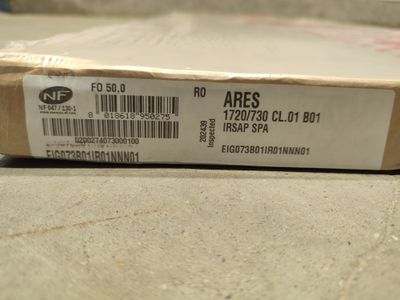 NF
NF 047 / 130-1
FO 50.0
8 018618 950275
0200274073000100
EIG073B01IR01NNN01
RO
202439
Inspected
ARES
1720/730 CL.01 B01
IRSAP SPA
EIG073B01IR01NNN01